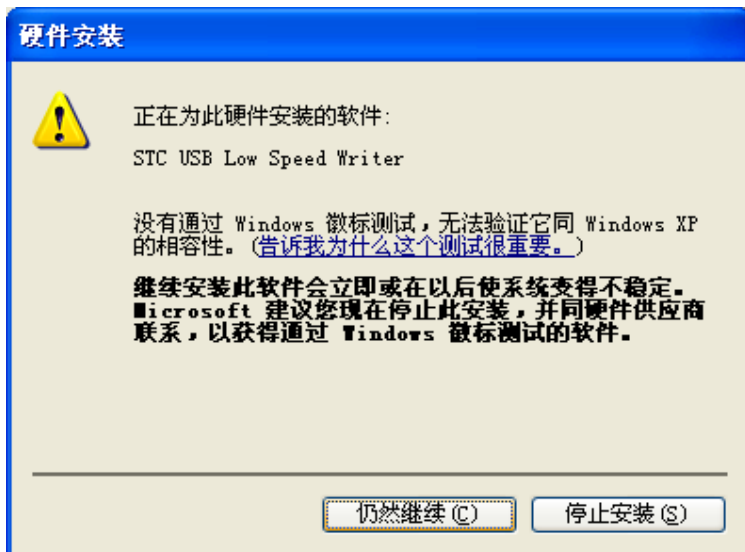 硬件安装
正在为此硬件安装的软件:
STC USB Low Speed Writer
没有通过 Windows 徽标测试，无法验证它同 Windows XP
的相容性。(告诉我为什么这个测试很重要。)
继续安装此软件会立即或在以后使系统变得不稳定。
Microsoft 建议您现在停止此安装，并同硬件供应商
联系，以获得通过 Windows 徽标测试的软件。
仍然继续(C)
停止安装(S)